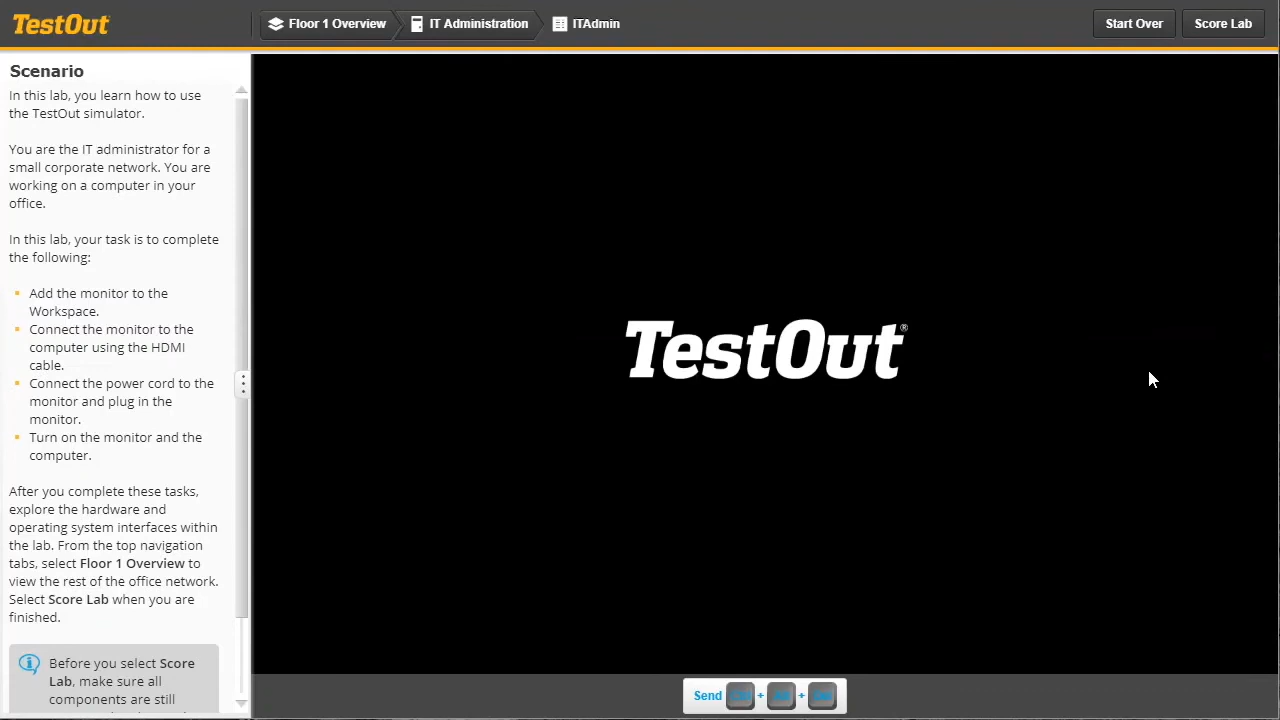 TestOut
Floor 1 Overview
IT Administration
ITAdmin
Start Over
Score Lab
Scenario
In this lab, you learn how to use
the TestOut simulator.
You are the IT administrator for a
small corporate network. You are
working on a computer in your
office.
In this lab, your task is to complete
the following:
Add the monitor to the
Workspace.
Connect the monitor to the
computer using the HDMI
cable.
Connect the power cord to the
monitor and plug in the
monitor.
Turn on the monitor and the
computer.
After you complete these tasks,
explore the hardware and
operating system interfaces within
the lab. From the top navigation
tabs, select Floor 1 Overview to
view the rest of the office network.
Select Score Lab when you are
finished.
Before you select Score
Lab, make sure all
components are still
TestOut®
Send + +